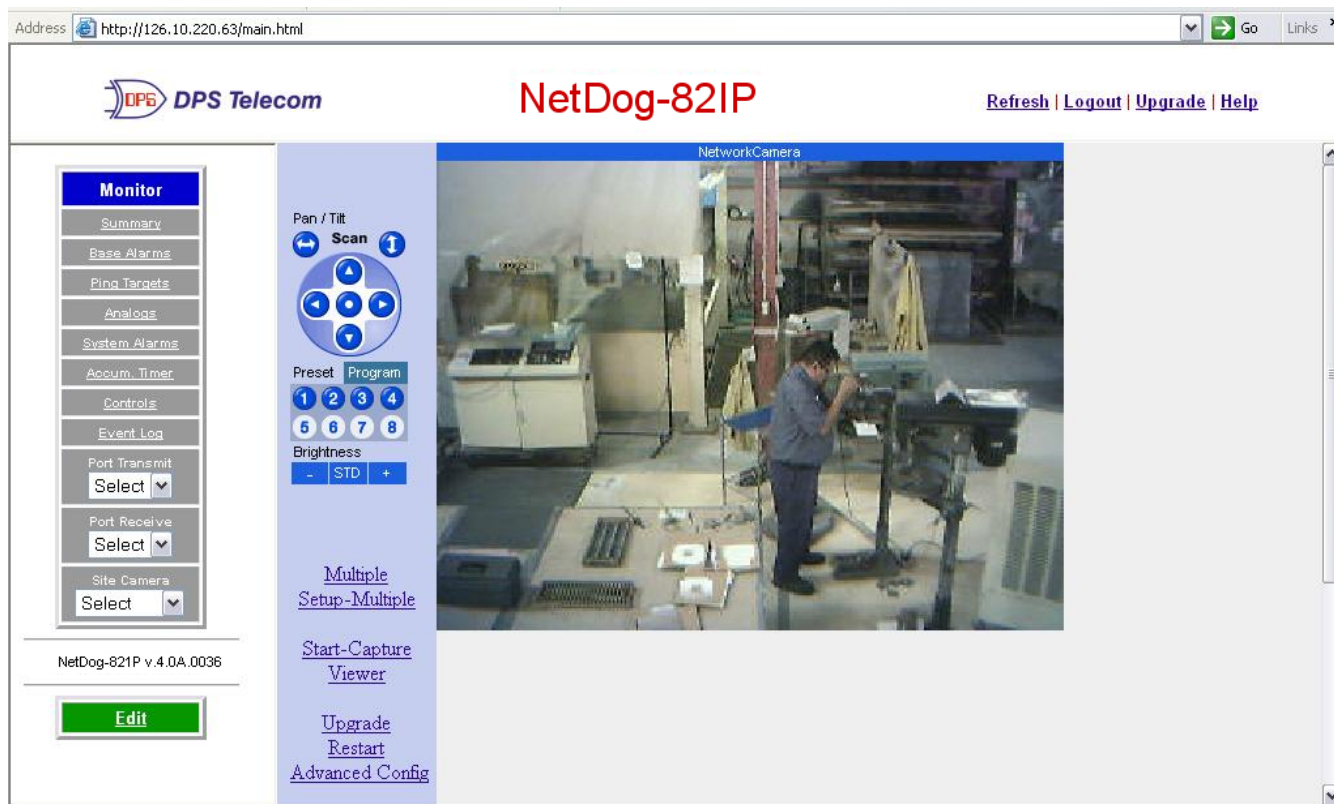 Address http://126.10.220.63/main.html Go Links
DPS DPS Telecom
NetDog-82IP
Refresh | Logout | Upgrade | Help
Monitor
Summary
Base Alarms
Ping Targets
Analogs
System Alarms
Accum. Timer
Controls
Event Log
Port Transmit
Select
Port Receive
Select
Site Camera
Select
NetDog-82IP v.4.0A.0036
Edit
Pan / Tilt
Scan
Preset Program
1 2 3 4
5 6 7 8
Brightness
- STD +
Multiple
Setup-Multiple
Start-Capture
Viewer
Upgrade
Restart
Advanced Config
NetworkCamera